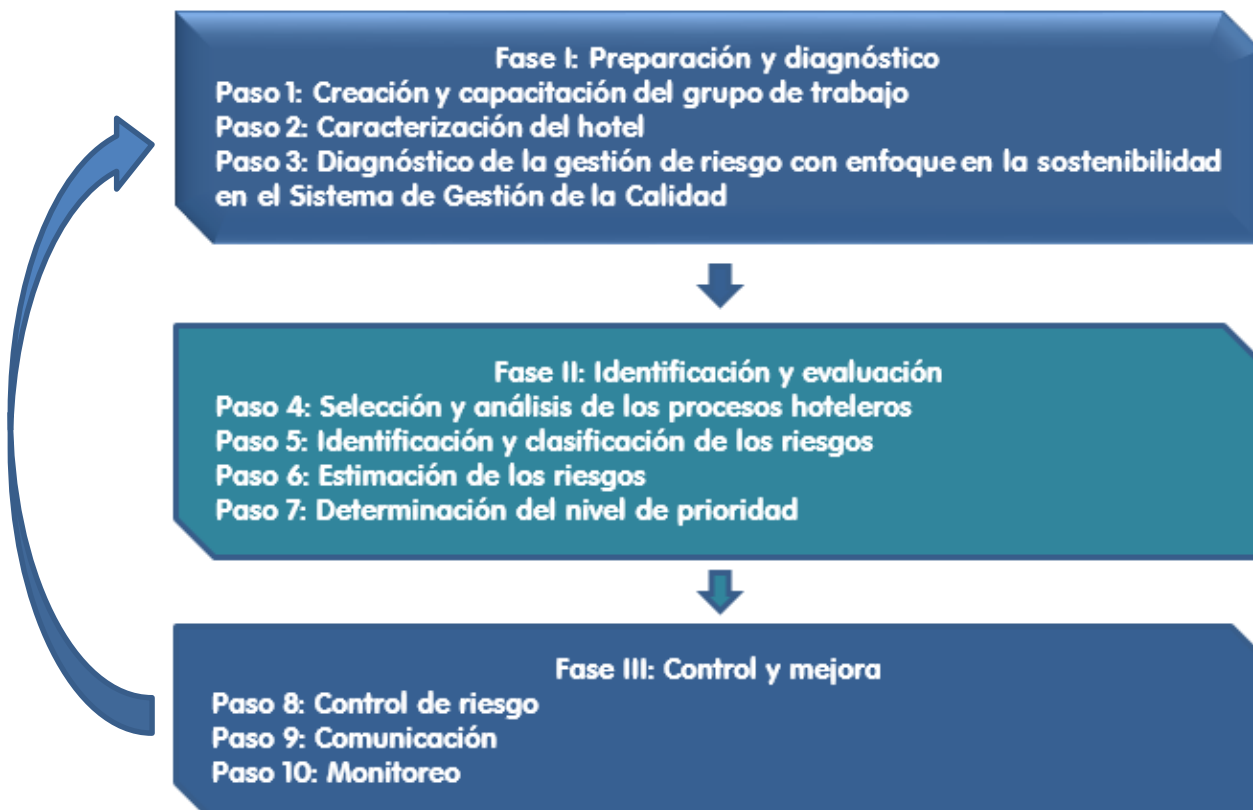 Fase I: Preparación y diagnóstico
Paso 1: Creación y capacitación del grupo de trabajo
Paso 2: Caracterización del hotel
Paso 3: Diagnóstico de la gestión de riesgo con enfoque en la sostenibilidad
en el Sistema de Gestión de la Calidad
Fase II: Identificación y evaluación
Paso 4: Selección y análisis de los procesos hoteleros
Paso 5: Identificación y clasificación de los riesgos
Paso 6: Estimación de los riesgos
Paso 7: Determinación del nivel de prioridad
Fase III: Control y mejora
Paso 8: Control de riesgo
Paso 9: Comunicación
Paso 10: Monitoreo